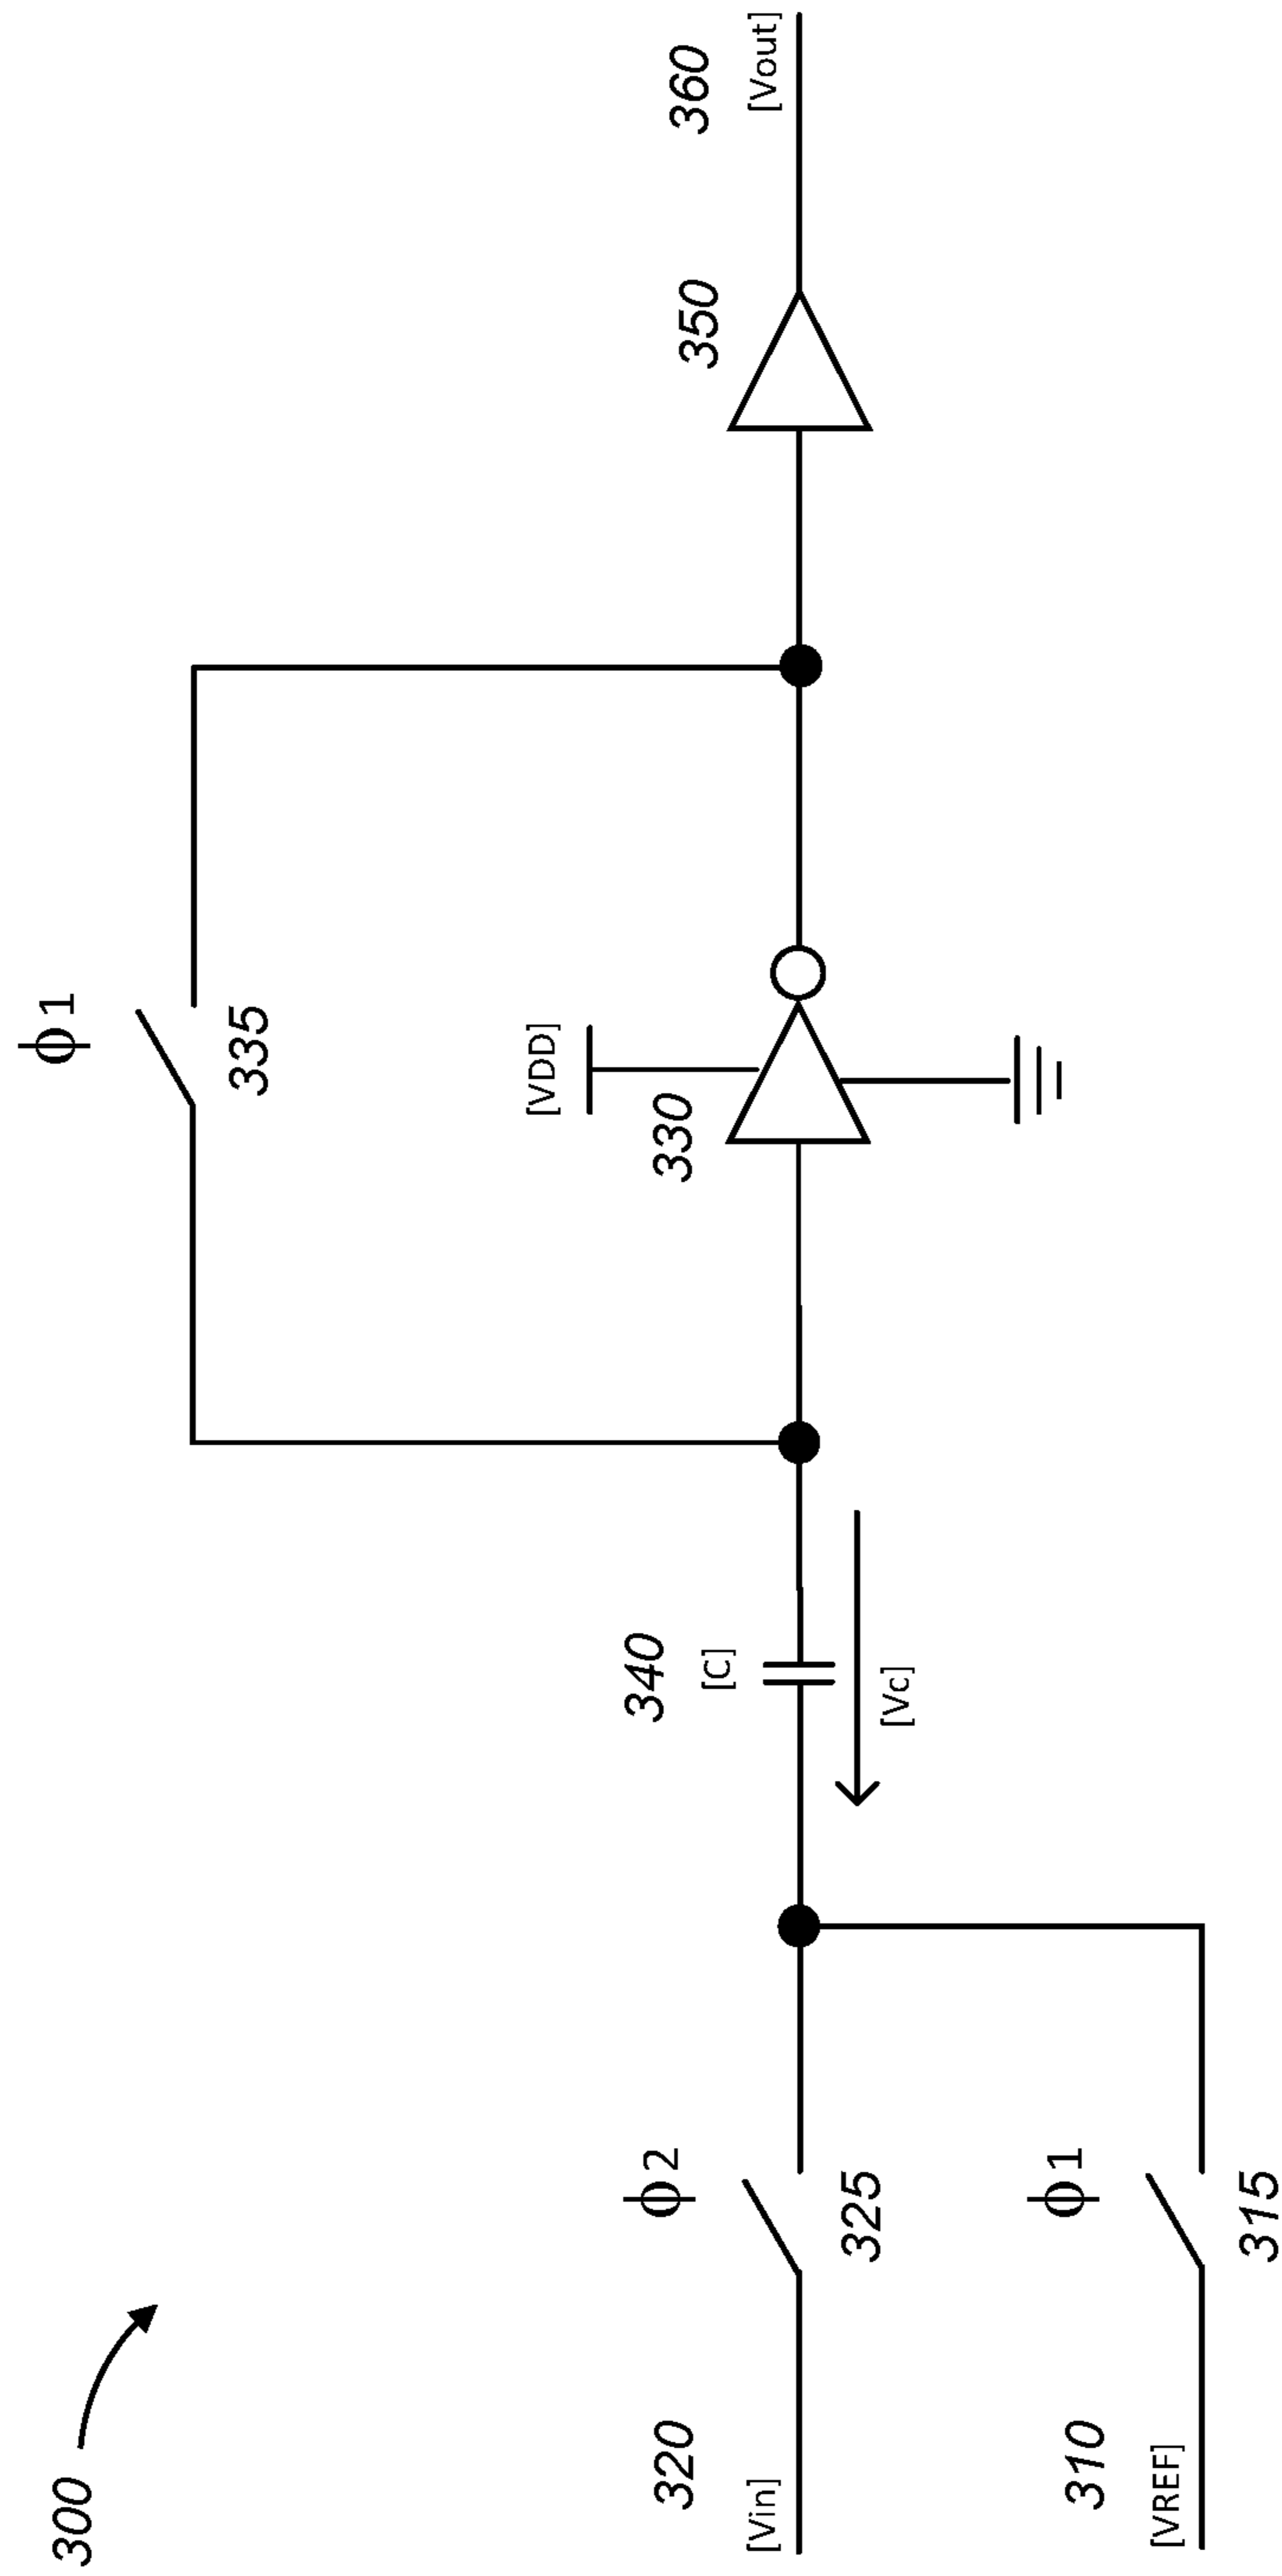 300
ϕ1
335
[VDD]
330
340
[C]
[Vc]
350
360
[Vout]
320
[Vin]
ϕ2
325
310
[VREF]
ϕ1
315